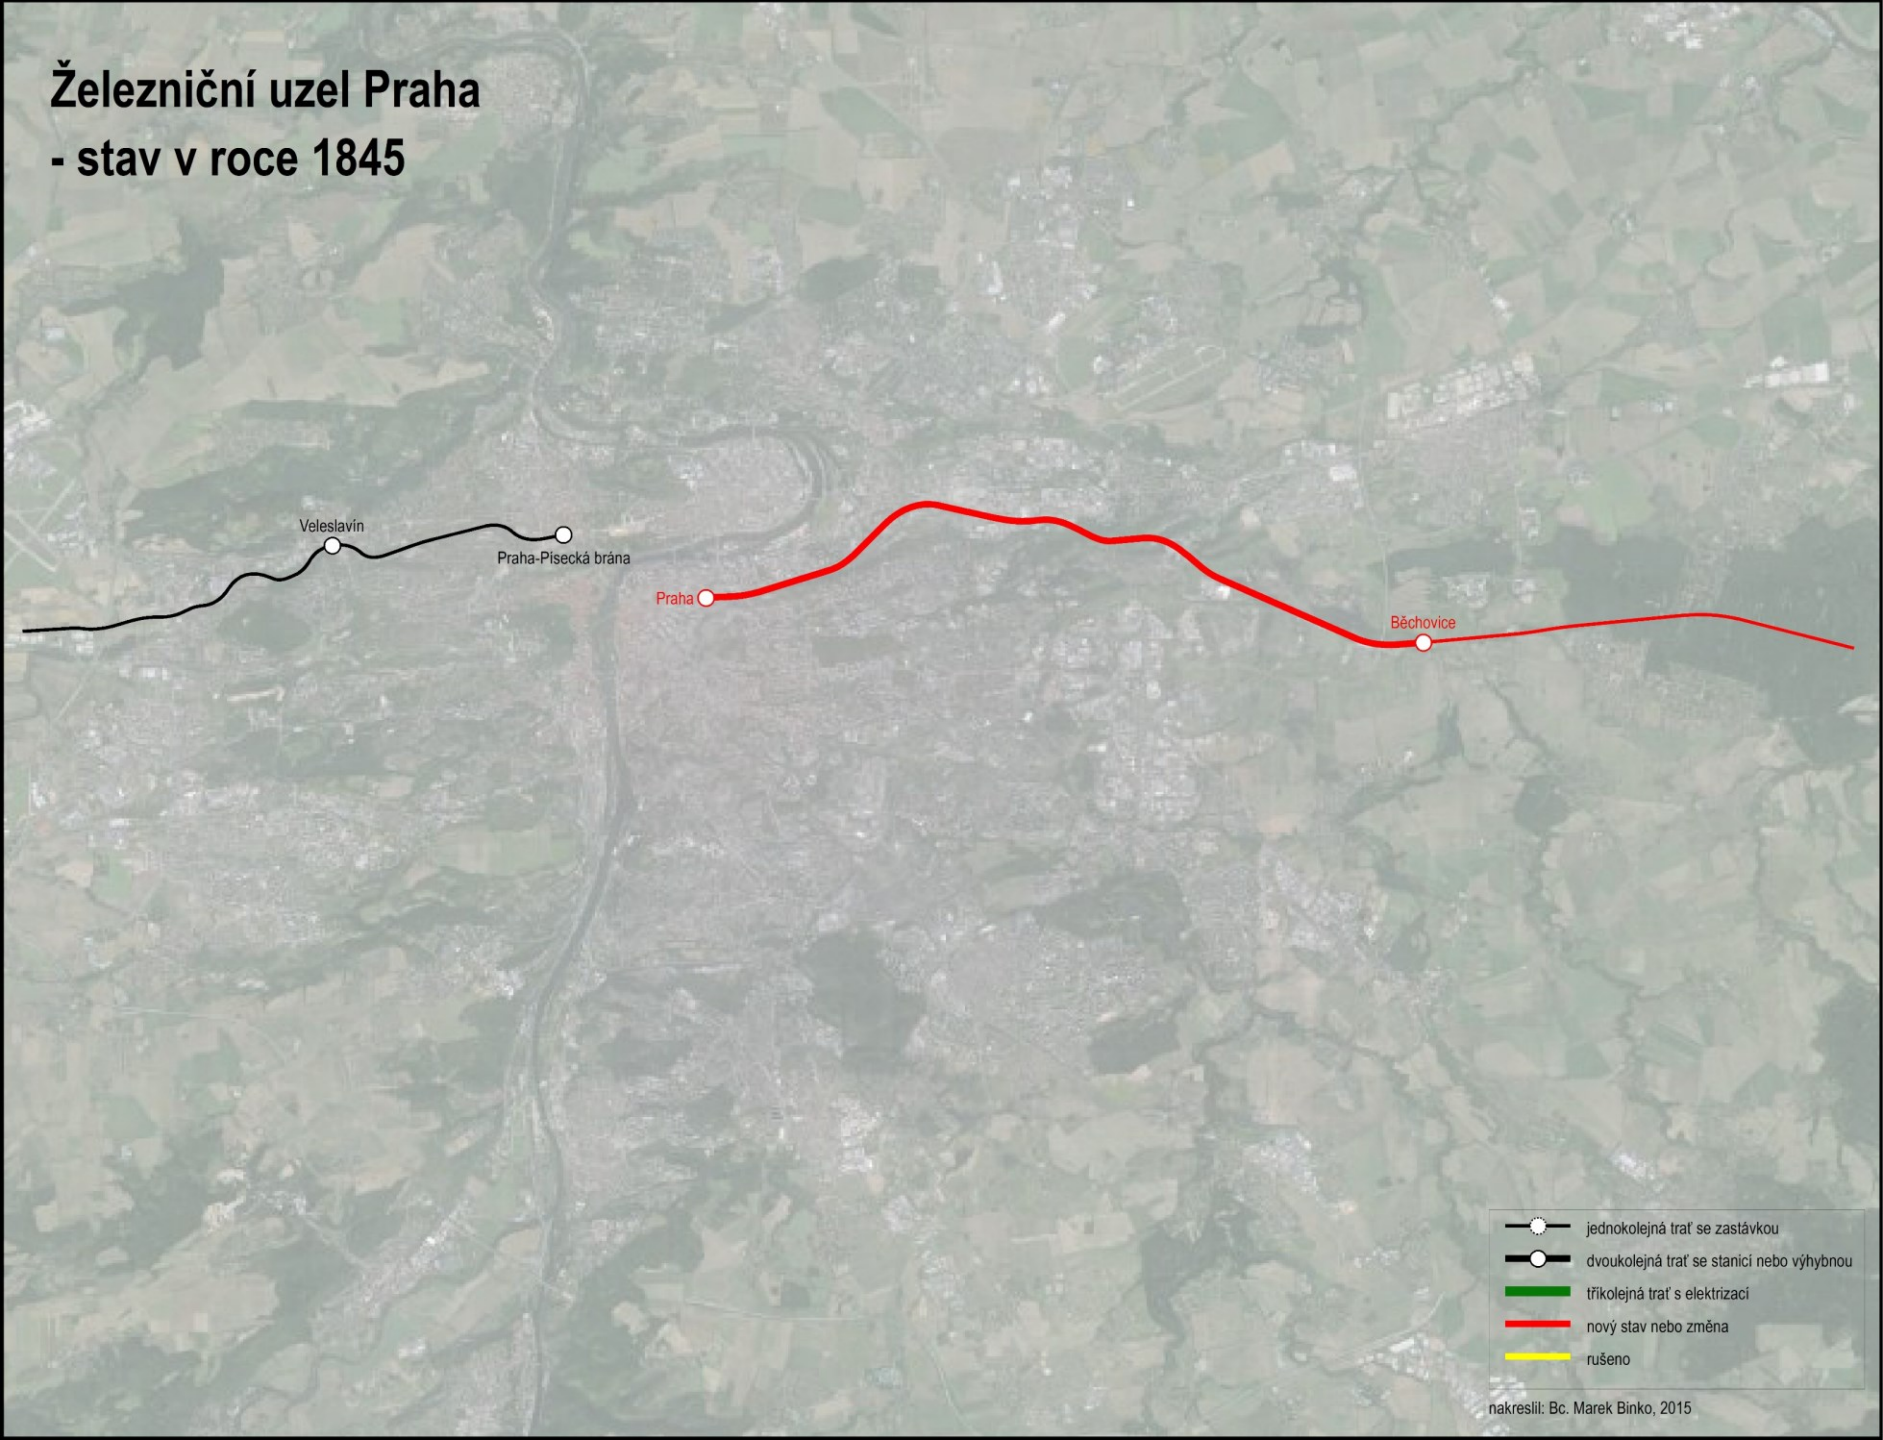 Železniční uzel Praha
- stav v roce 1845
Veleslavín
Praha-Písecká brána
Praha
Běchovice
jednokolejná trať se zastávkou
dvoukolejná trať se stanicí nebo výhybnou
tříkolejná trať s elektrizací
nový stav nebo změna
rušeno
nakreslil: Bc. Marek Binko, 2015